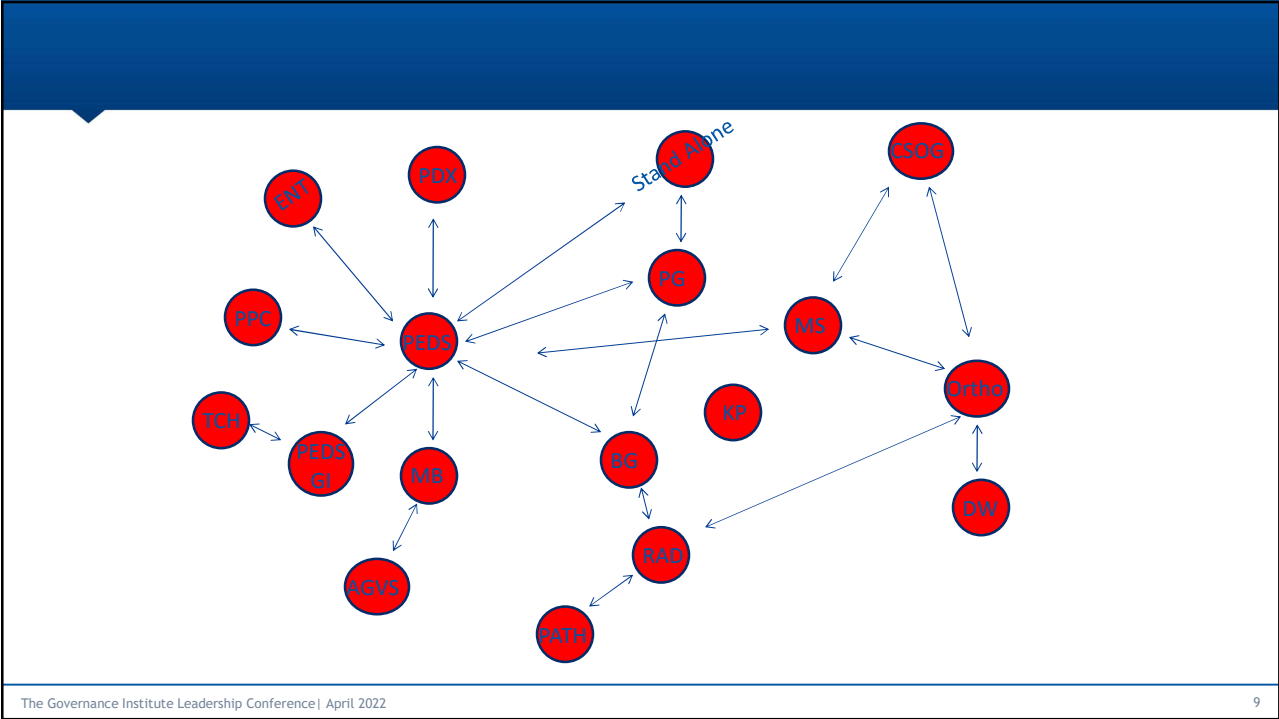 Stand Alone
CSOG
PDX
ENT
PG
PPC
MS
PEDS
Ortho
KP
TCH
PEDS
GI
MB
BG
DW
RAD
AGVS
PATH
The Governance Institute Leadership Conference| April 2022
9